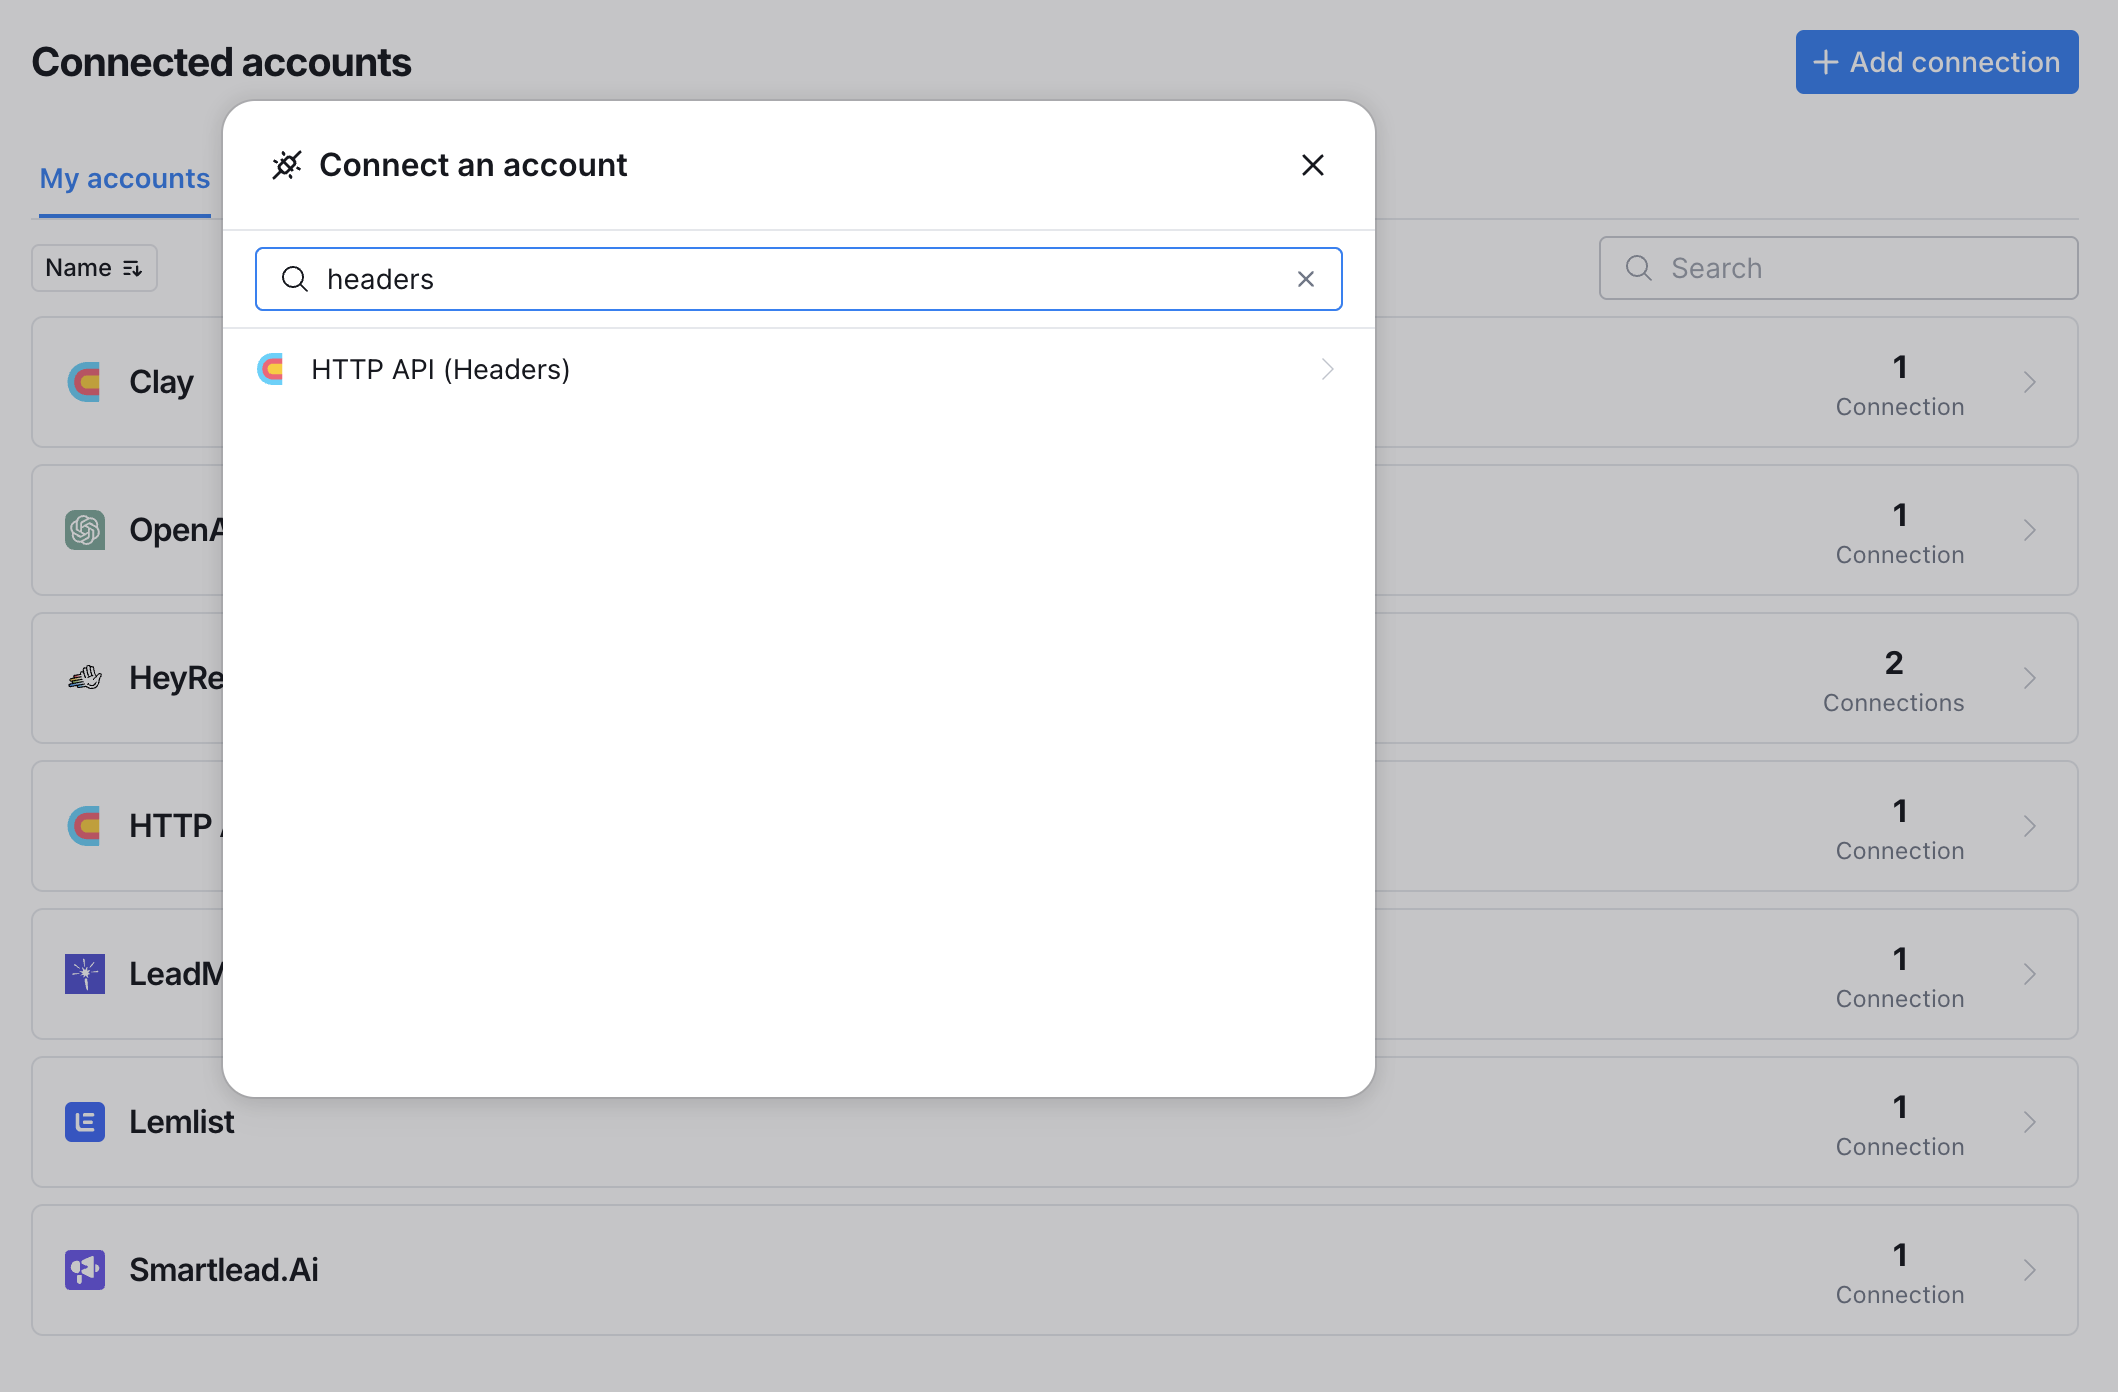 Connected accounts
Add connection
Connect an account
My accounts
headers
Name
Search
HTTP API (Headers)
Clay
1
Connection
OpenA
1
Connection
HeyRe
2
Connections
HTTP
1
Connection
LeadM
1
Connection
Lemlist
1
Connection
Smartlead.Ai
1
Connection